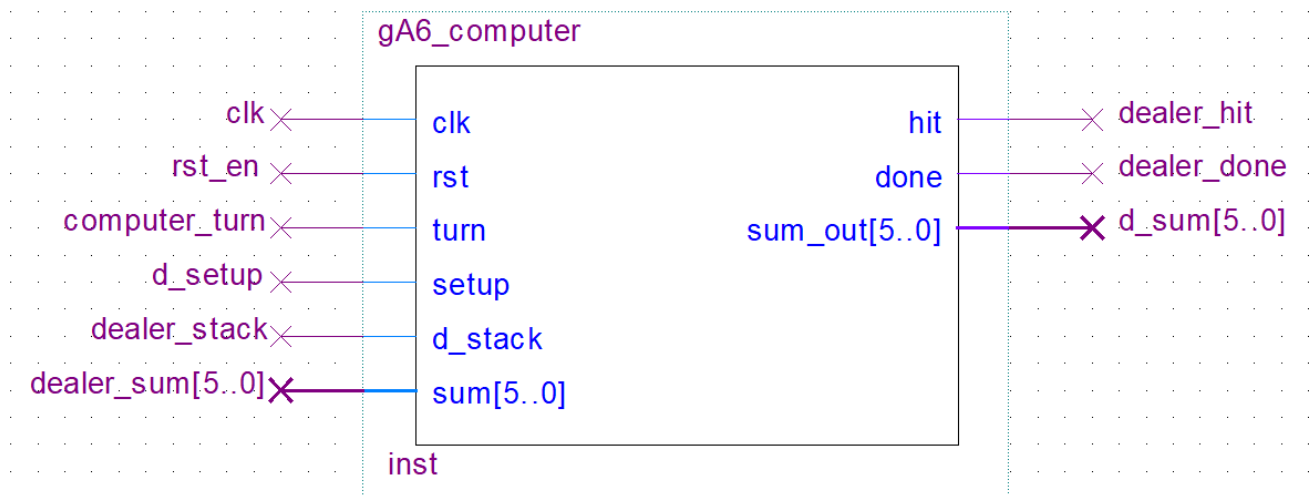 gA6_computer
clk
clk
hit
dealer_hit
rst_en
rst
done
dealer_done
computer_turn
turn
sum_out[5..0]
d_sum[5..0]
d_setup
setup
dealer_stack
d_stack
dealer_sum[5..0]
sum[5..0]
inst